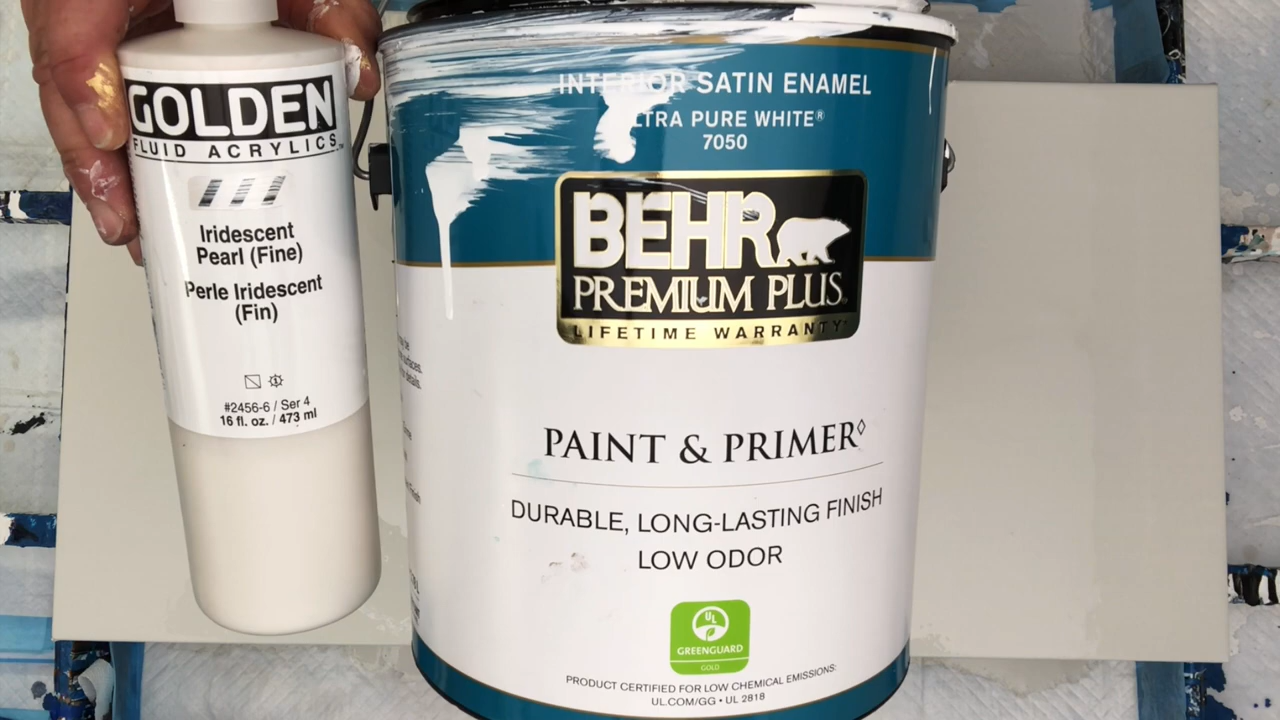 GOLDEN
FLUID ACRYLICS
Iridescent
Pearl (Fine)
Perle Iridescent
(Fin)
#2456-6 / Ser 4
16 fl. oz. / 473 ml
INTERIOR SATIN ENAMEL
LTRA PURE WHITE®
7050
BEHR
PREMIUM PLUS®
LIFETIME WARRANTY*
PAINT & PRIMER◊
DURABLE, LONG-LASTING FINISH
LOW ODOR
UL
GREENGUARD
GOLD
PRODUCT CERTIFIED FOR LOW CHEMICAL EMISSIONS:
UL.COM/GG • UL 2818